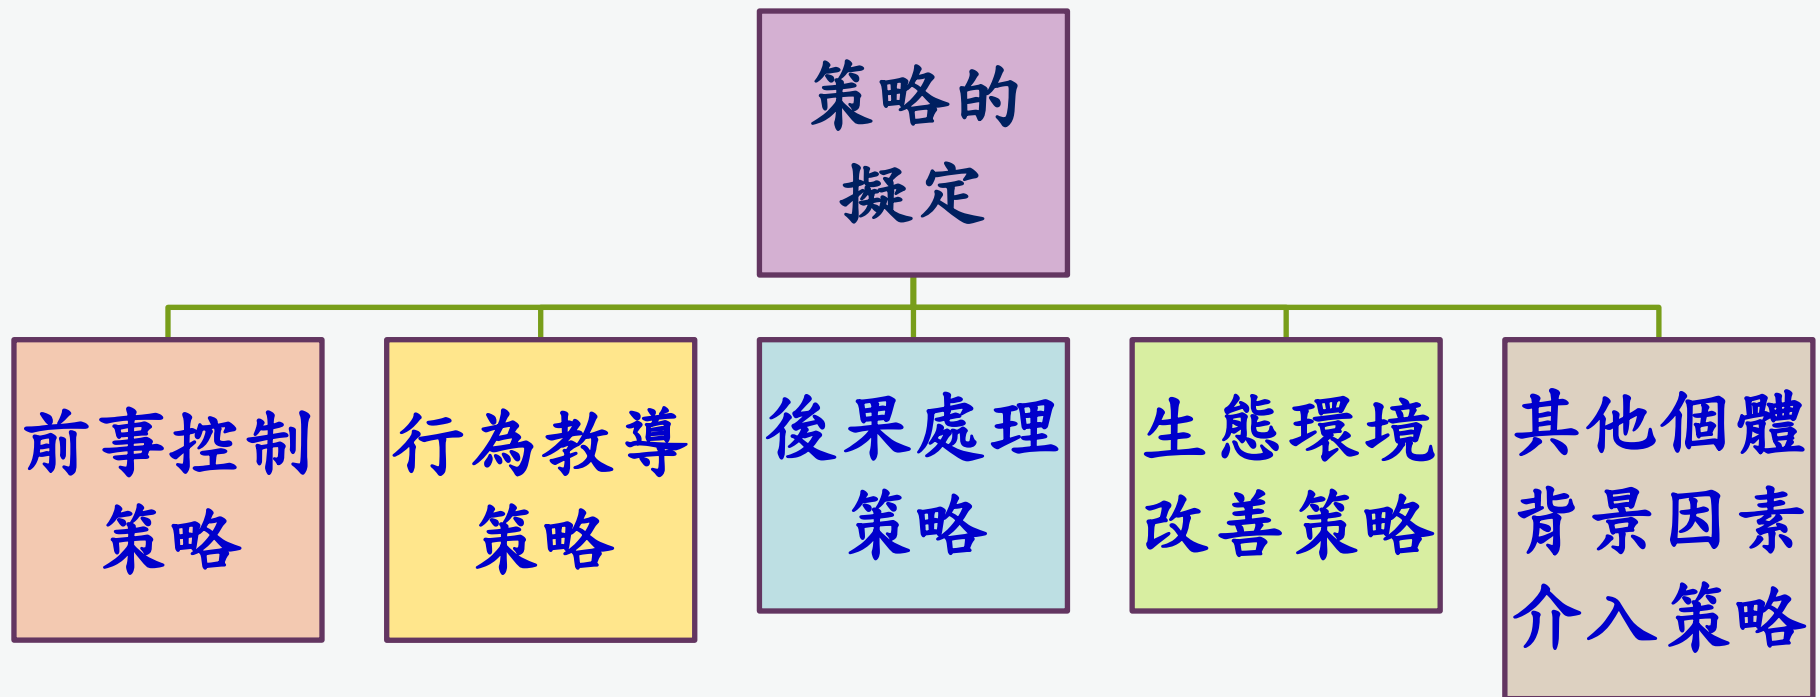 策略的
擬定
前事控制
策略
行為教導
策略
後果處理
策略
生態環境
改善策略
其他個體
背景因素
介入策略